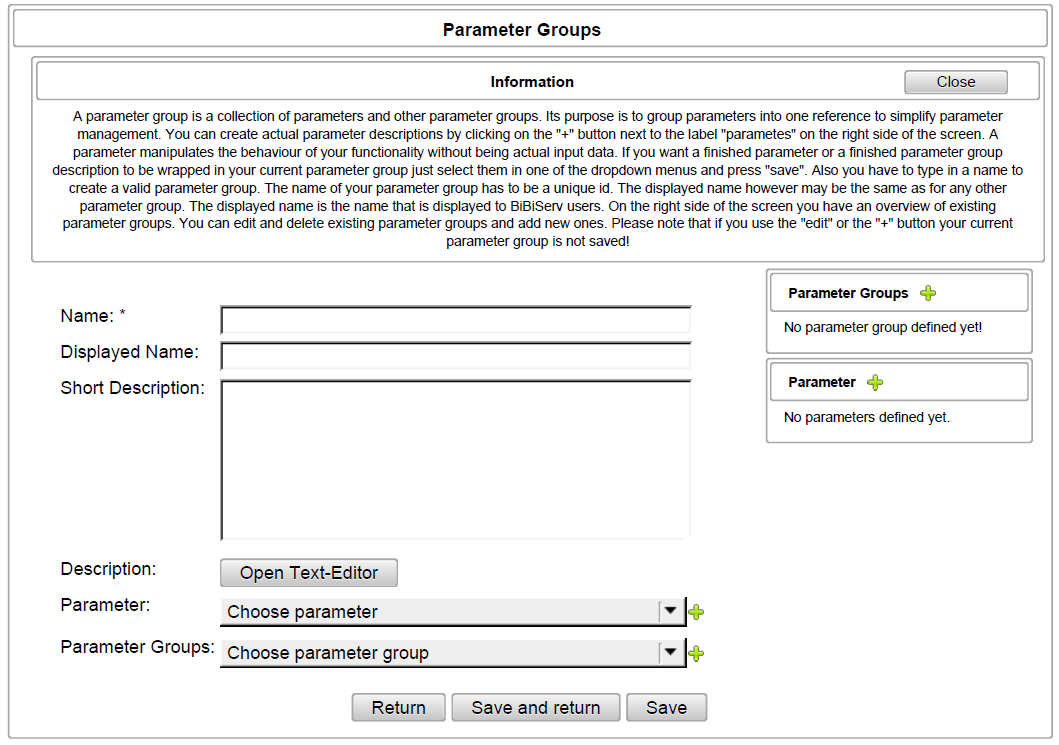 Parameter Groups
Information
Close
A parameter group is a collection of parameters and other parameter groups. Its purpose is to group parameters into one reference to simplify parameter
management. You can create actual parameter descriptions by clicking on the "+" button next to the label "parametes" on the right side of the screen. A
parameter manipulates the behaviour of your functionality without being actual input data. If you want a finished parameter or a finished parameter group
description to be wrapped in your current parameter group just select them in one of the dropdown menus and press "save". Also you have to type in a name to
create a valid parameter group. The name of your parameter group has to be a unique id. The displayed name however may be the same as for any other
parameter group. The displayed name is the name that is displayed to BiBiServ users. On the right side of the screen you have an overview of existing
parameter groups. You can edit and delete existing parameter groups and add new ones. Please note that if you use the "edit" or the "+" button your current
parameter group is not saved!
Name: *
Displayed Name:
Short Description:
Description:
Open Text-Editor
Parameter:
Choose parameter
Parameter Groups:
Choose parameter group
Return
Save and return
Save
Parameter Groups
No parameter group defined yet!
Parameter
No parameters defined yet.